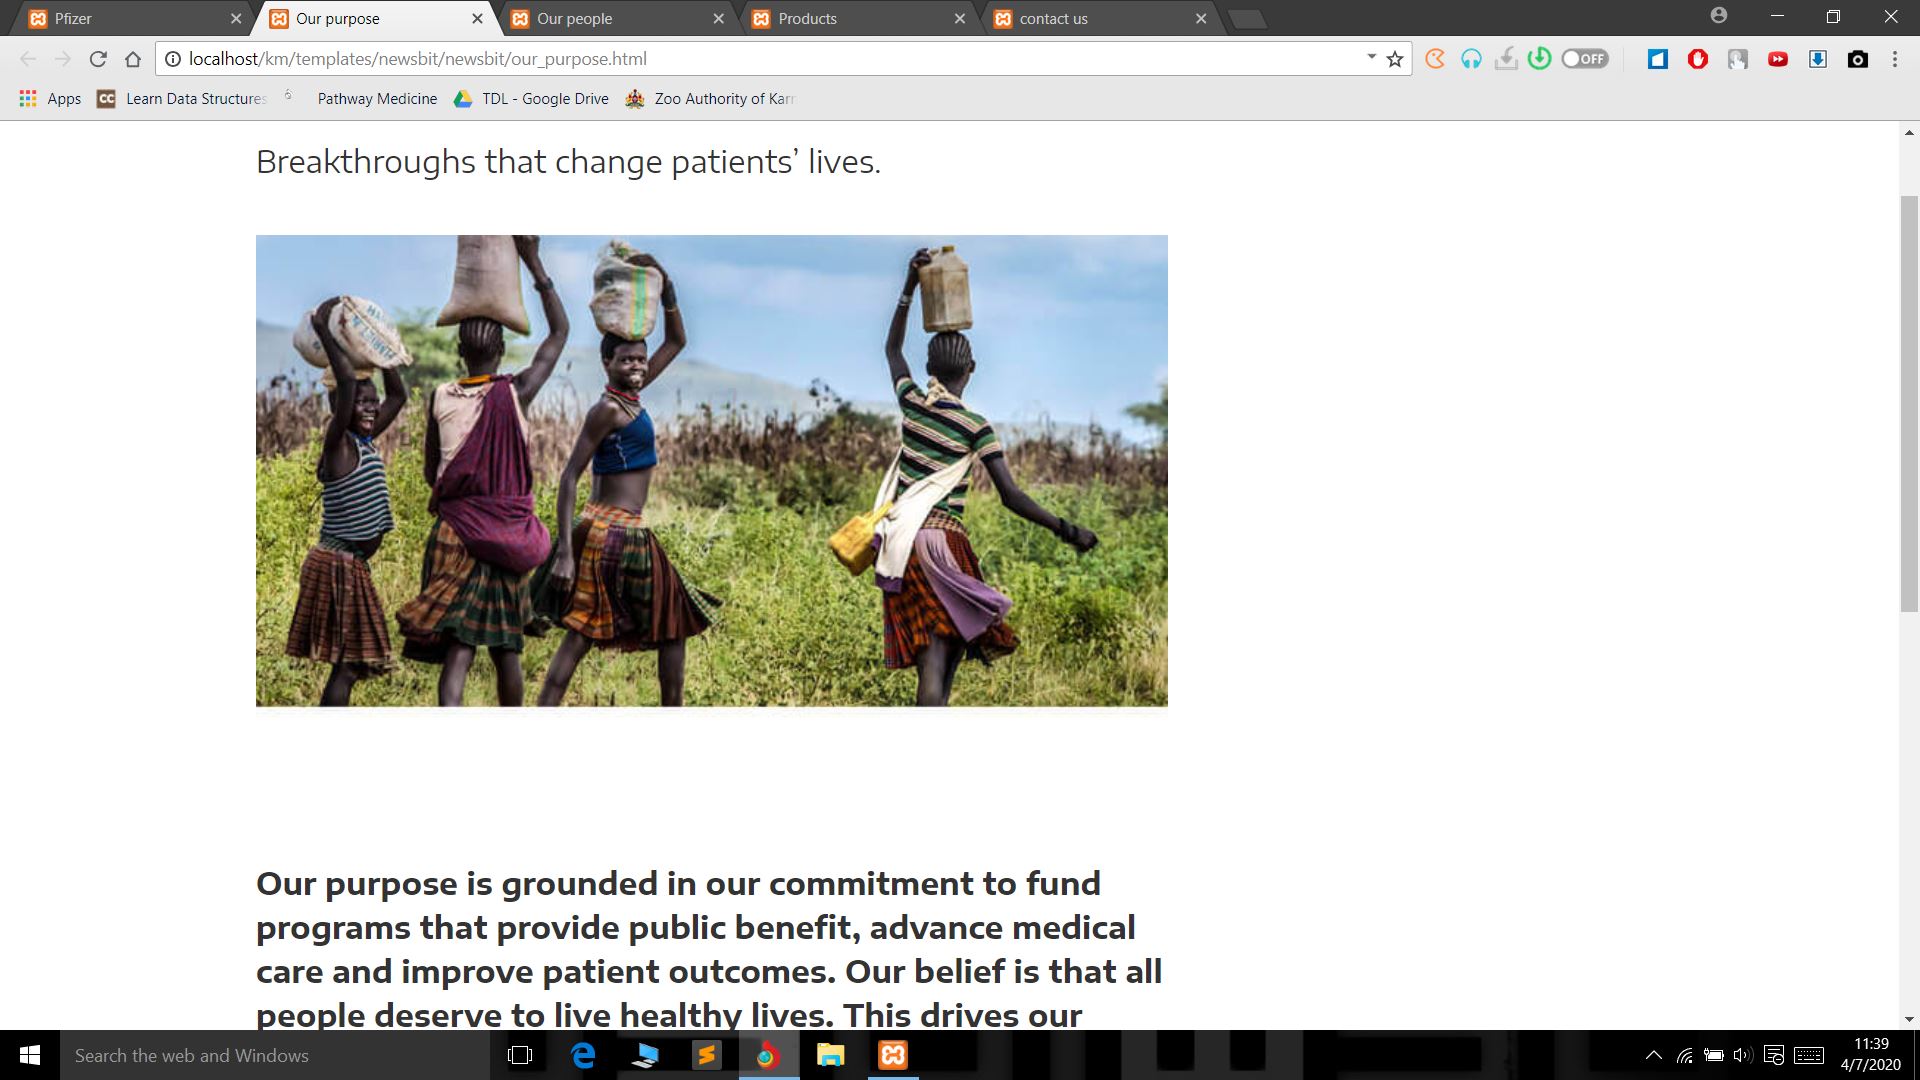 Pfizer
Our purpose
Our people
Products
contact us
localhost/km/templates/newsbit/newsbit/our_purpose.html
OFF
Apps
CC
Learn Data Structures
Pathway Medicine
TDL - Google Drive
Zoo Authority of Karn
Breakthroughs that change patients’ lives.
Our purpose is grounded in our commitment to fund
programs that provide public benefit, advance medical
care and improve patient outcomes. Our belief is that all
people deserve to live healthy lives. This drives our
Search the web and Windows
11:39
4/7/2020